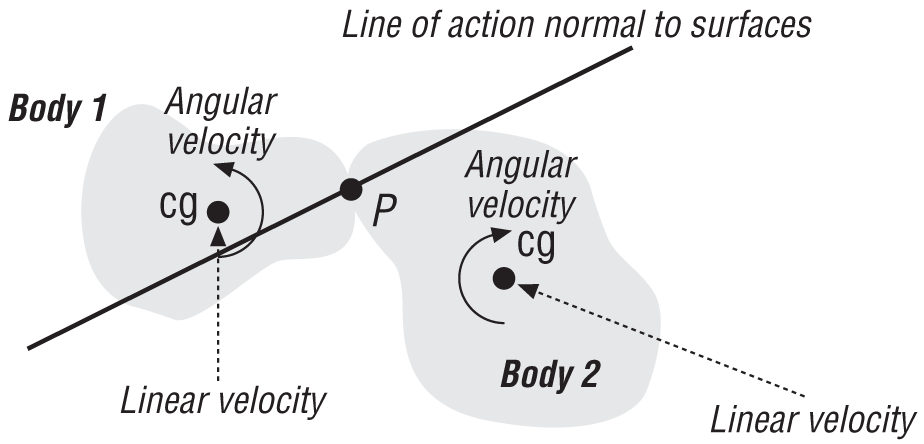 Line of action normal to surfaces
Body 1
Angular
velocity
cg
P
Angular
velocity
cg
Body 2
Linear velocity
Linear velocity